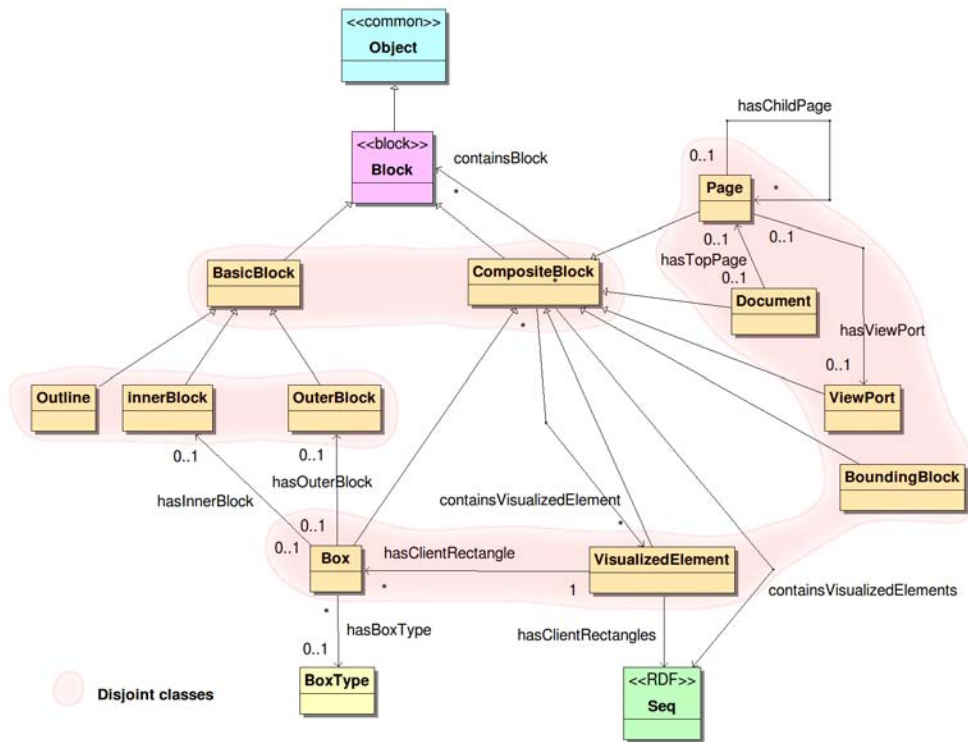 <<common>>
Object
hasChildPage
<<block>>
Block
containsBlock
*
0..1
Page
*
0..1
0..1
hasTopPage
0..1
BasicBlock
CompositeBlock
*
Document
*
hasViewPort
0..1
Outline
innerBlock
OuterBlock
ViewPort
0..1
0..1
hasInnerBlock
hasOuterBlock
BoundingBlock
containsVisualizedElement
*
0..1
0..1
Box
hasClientRectangle
VisualizedElement
*
1
containsVisualizedElements
*
hasBoxType
hasClientRectangles
0..1
BoxType
<<RDF>>
Seq
Disjoint classes